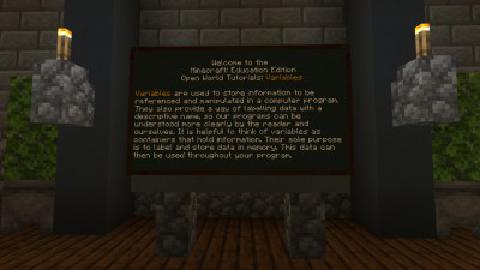 Welcome to the
Minecraft: Education Edition
Open World Tutorials: Variables
Variables are used to store information to be
referenced and manipulated in a computer program.
They also provide a way of labelling data with a
descriptive name, so our programs can be
understood more clearly by the reader and
ourselves. It is helpful to think of variables as
containers that hold information. Their sole purpose
is to label and store data in memory. This data can
then be used throughout your program.